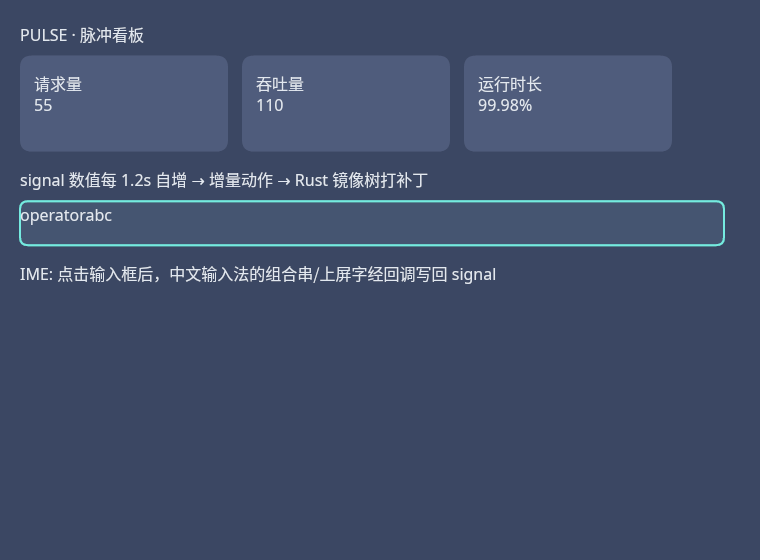 PULSE · 脉冲看板
请求量
55
吞吐量
110
运行时长
99.98%
signal 数值每 1.2s 自增 → 增量动作 → Rust 镜像树打补丁
operatorabc
IME: 点击输入框后，中文输入法的组合串/上屏字经回调写回 signal